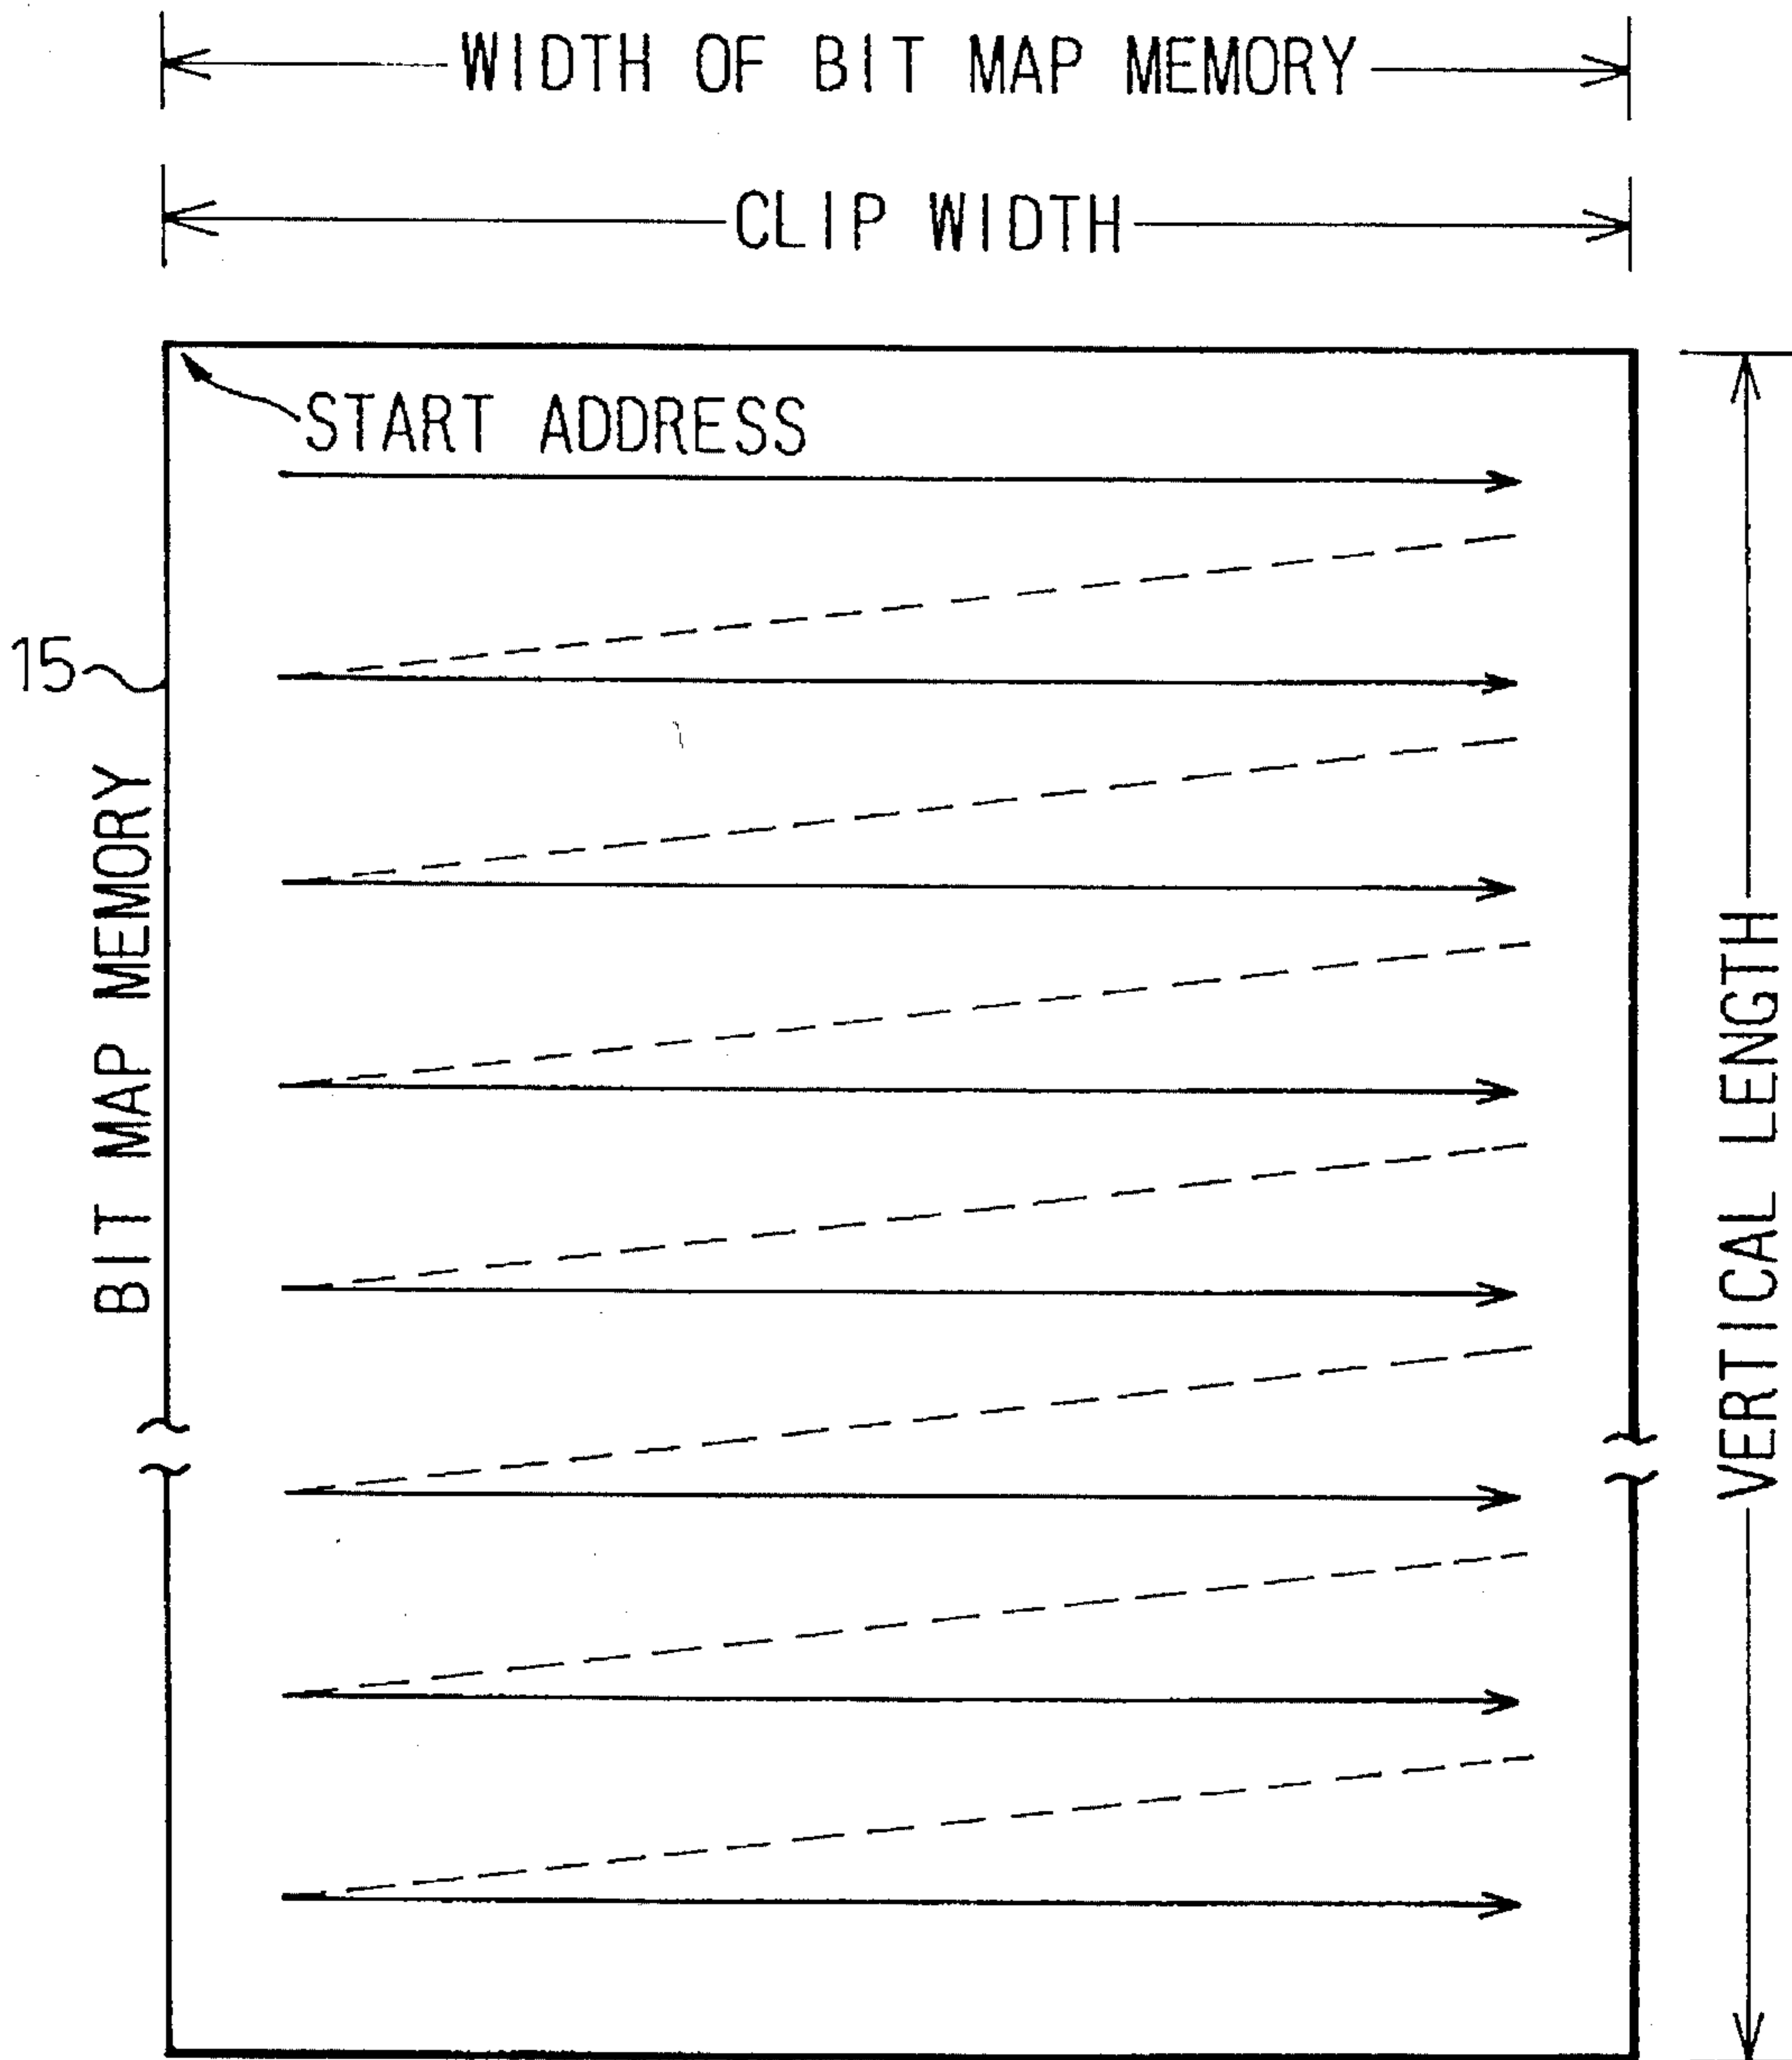 WIDTH OF BIT MAP MEMORY
CLIP WIDTH
START ADDRESS
15
BIT MAP MEMORY
VERTICAL LENGTH